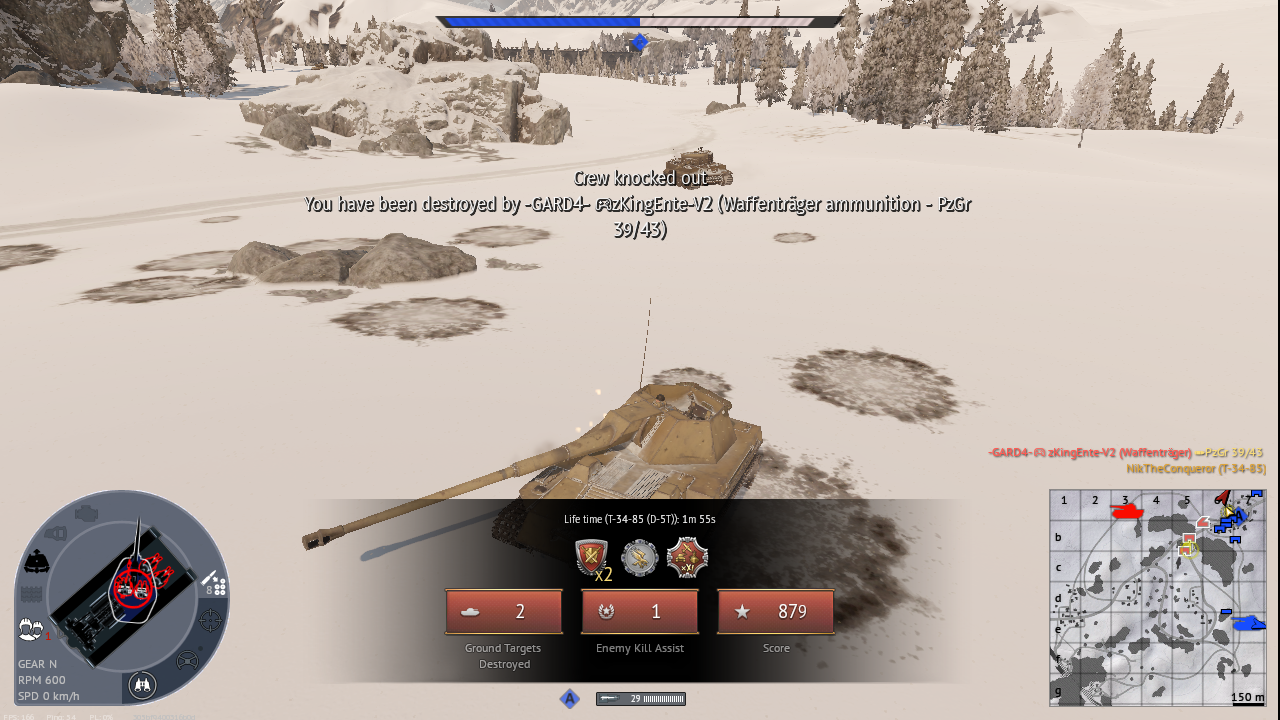 Crew knocked out
You have been destroyed by -GARD4- zKingEnte-V2 (Waffenträger ammunition - PzGr
39/43)
-GARD4- zKingEnte-V2 (Waffenträger) PzGr 39/43
NikTheConqueror (T-34-85)
Life time (T-34-85 (D-5T)): 1m 55s
x2
2
1
879
Ground Targets
Destroyed
Enemy Kill Assist
Score
A
29
8
1
GEAR N
RPM 600
SPD 0 km/h
1 2 3 4 5 6 7
b
c
d
e
f
g
150 m